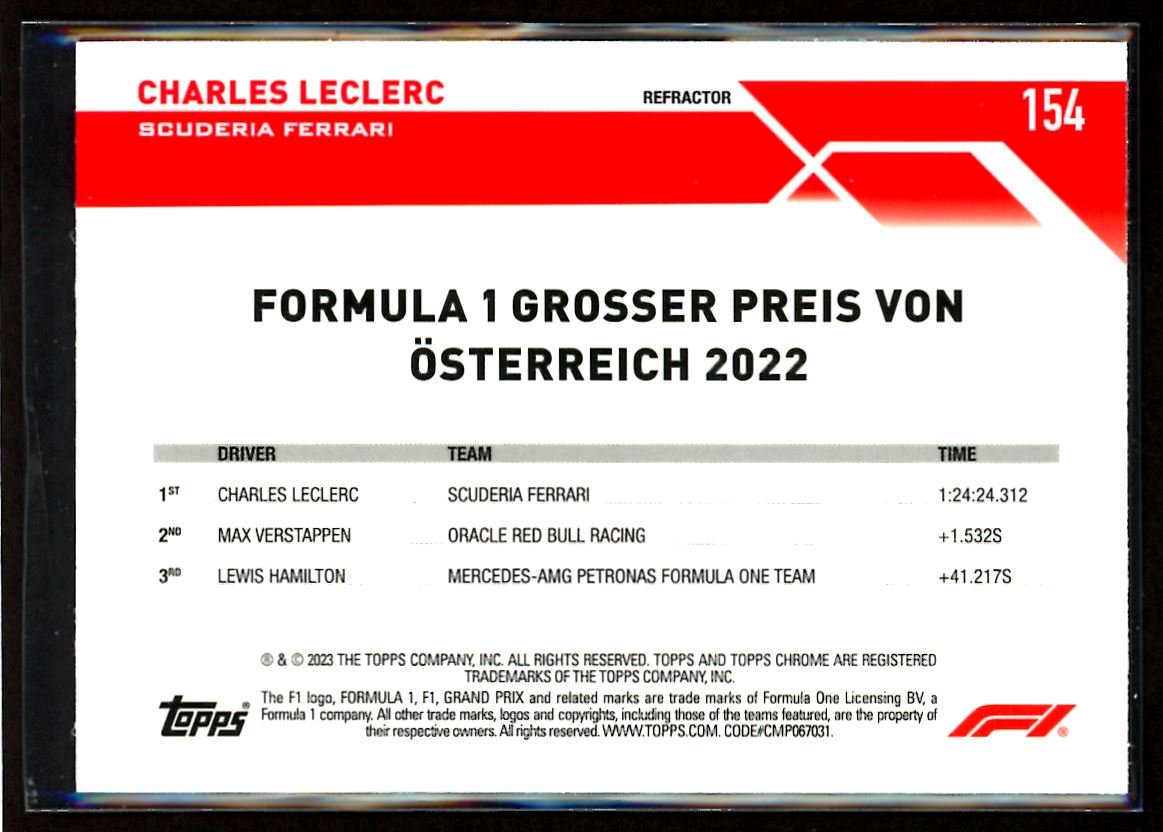 CHARLES LECLERC
REFRACTOR
154
SCUDERIA FERRARI
FORMULA 1 GROSSER PREIS VON
ÖSTERREICH 2022
DRIVER TEAM TIME
1ST CHARLES LECLERC SCUDERIA FERRARI 1:24:24.312
2ND MAX VERSTAPPEN ORACLE RED BULL RACING +1.532S
3RD LEWIS HAMILTON MERCEDES-AMG PETRONAS FORMULA ONE TEAM +41.217S
® & © 2023 THE TOPPS COMPANY, INC. ALL RIGHTS RESERVED. TOPPS AND TOPPS CHROME ARE REGISTERED
TRADEMARKS OF THE TOPPS COMPANY, INC.
The F1 logo, FORMULA 1, F1, GRAND PRIX and related marks are trade marks of Formula One Licensing BV, a
Formula 1 company. All other trade marks, logos and copyrights, including those of the teams featured, are the property of
their respective owners. All rights reserved. WWW.TOPPS.COM. CODE#CMP067031.
topps®
F1®